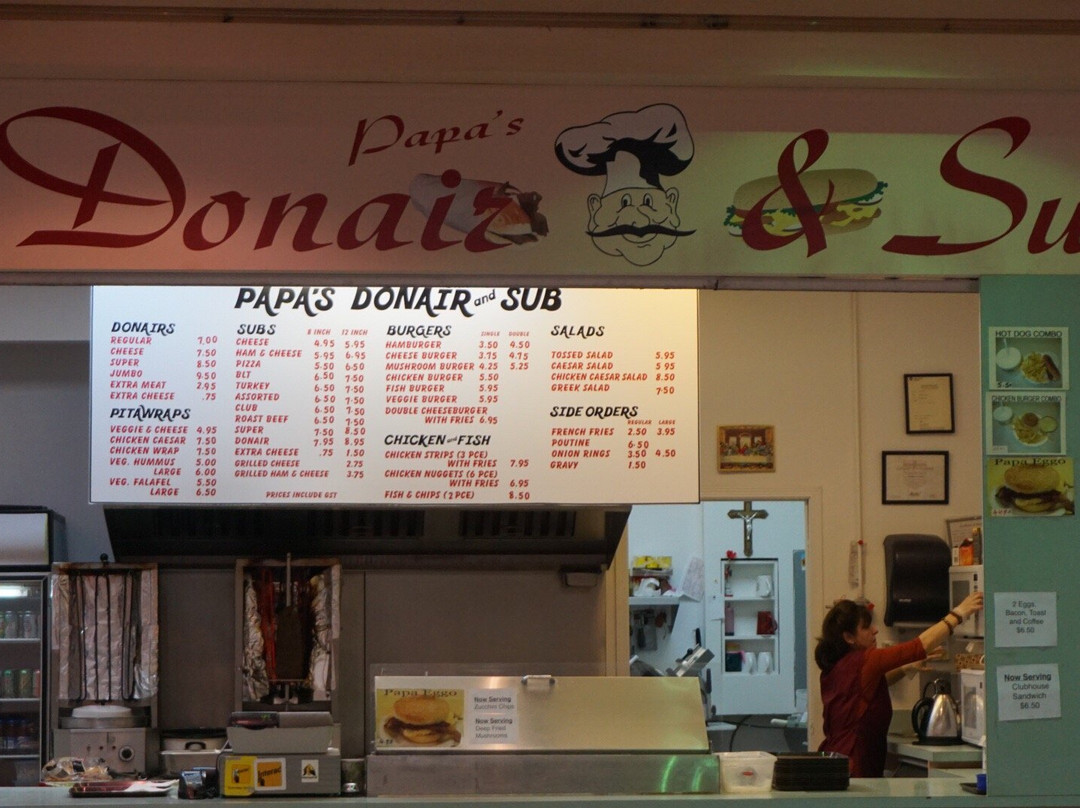 Papa's
Donair & Su
PAPA'S DONAIR and SUB
DONAIRS
REGULAR 7.00
CHEESE 7.50
SUPER 8.50
JUMBO 9.50
EXTRA MEAT 2.95
EXTRA CHEESE .75
PITAWRAPS
VEGGIE & CHEESE 4.95
CHICKEN CAESAR 7.50
CHICKEN WRAP 7.50
VEG. HUMMUS 5.00
LARGE 6.00
VEG. FALAFEL 5.50
LARGE 6.50
SUBS 8 INCH 12 INCH
CHEESE 4.95 5.95
HAM & CHEESE 5.95 6.95
PIZZA 5.50 6.50
BLT 6.50 7.50
TURKEY 6.50 7.50
ASSORTED 6.50 7.50
CLUB 6.50 7.50
ROAST BEEF 6.50 7.50
SUPER 7.50 8.50
DONAIR 7.95 8.95
EXTRA CHEESE .75 1.50
GRILLED CHEESE 2.75
GRILLED HAM & CHEESE 3.75
PRICES INCLUDE GST
BURGERS SINGLE DOUBLE
HAMBURGER 3.50 4.50
CHEESE BURGER 3.75 4.75
MUSHROOM BURGER 4.25 5.25
CHICKEN BURGER 5.50
FISH BURGER 5.95
VEGGIE BURGER 5.95
DOUBLE CHEESEBURGER
WITH FRIES 6.95
CHICKEN and FISH
CHICKEN STRIPS (3 PCE)
WITH FRIES 7.95
CHICKEN NUGGETS (6 PCE)
WITH FRIES 6.95
FISH & CHIPS (2 PCE) 8.50
SALADS
TOSSED SALAD 5.95
CAESAR SALAD 5.95
CHICKEN CAESAR SALAD 8.50
GREEK SALAD 7.50
SIDE ORDERS
REGULAR LARGE
FRENCH FRIES 2.50 3.95
POUTINE 6.50
ONION RINGS 3.50 4.50
GRAVY 1.50
HOT DOG COMBO
CHICKEN BURGER COMBO
Papa Eggo
2 Eggs
Bacon, Toast
and Coffee
$6.50
Now Serving
Clubhouse
Sandwich
$6.50
Papa Eggo
Now Serving
Zucchini Chips
Now Serving
Deep Fried
Mushrooms
Interac